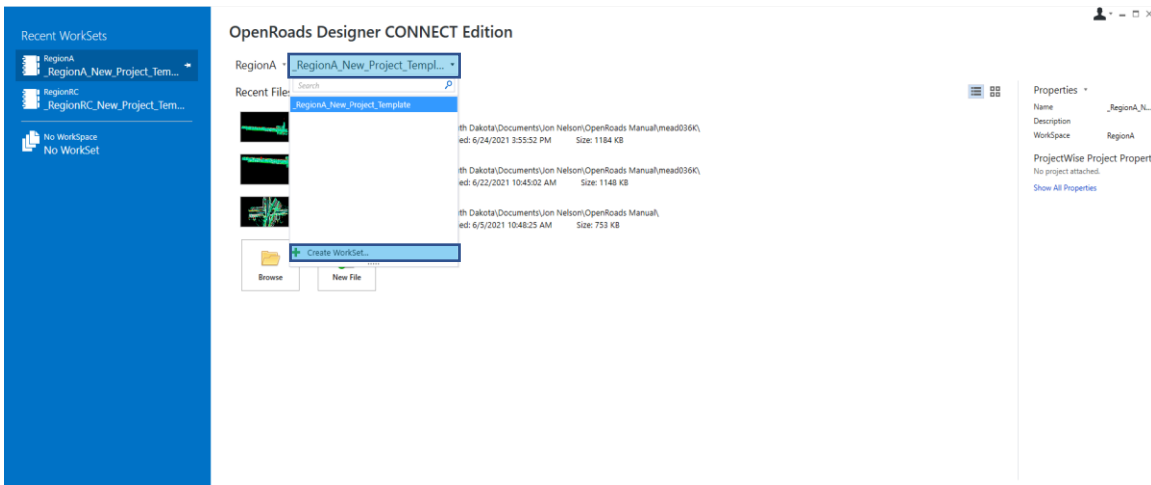 Recent WorkSets
RegionA
_RegionA_New_Project_Tem...
RegionRC
_RegionRC_New_Project_Tem...
No WorkSpace
No WorkSet
OpenRoads Designer CONNECT Edition
RegionA
_RegionA_New_Project_Templ...
Recent Files
Search
_RegionA_New_Project_Template
th Dakota\Documents\Jon Nelson\OpenRoads Manual\mead036K\
ed: 6/24/2021 3:55:52 PM Size: 1184 KB
th Dakota\Documents\Jon Nelson\OpenRoads Manual\mead036K\
ed: 6/22/2021 10:45:02 AM Size: 1148 KB
th Dakota\Documents\Jon Nelson\OpenRoads Manual\
ed: 6/5/2021 10:48:25 AM Size: 753 KB
Create WorkSet...
Browse
New File
Properties
Name _RegionA_N...
Description
WorkSpace RegionA
ProjectWise Project Propert
No project attached.
Show All Properties